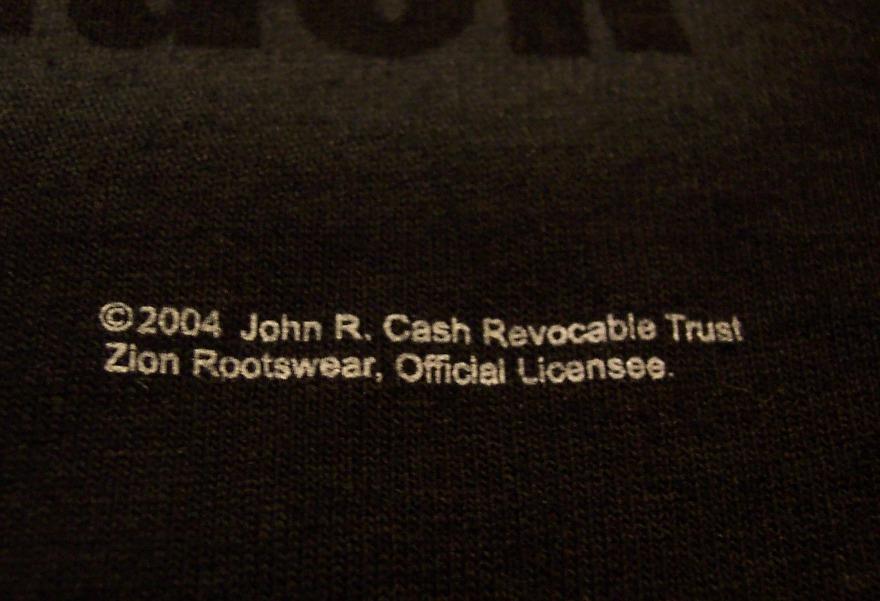 ©2004 John R. Cash Revocable Trust
Zion Rootswear, Official Licensee.